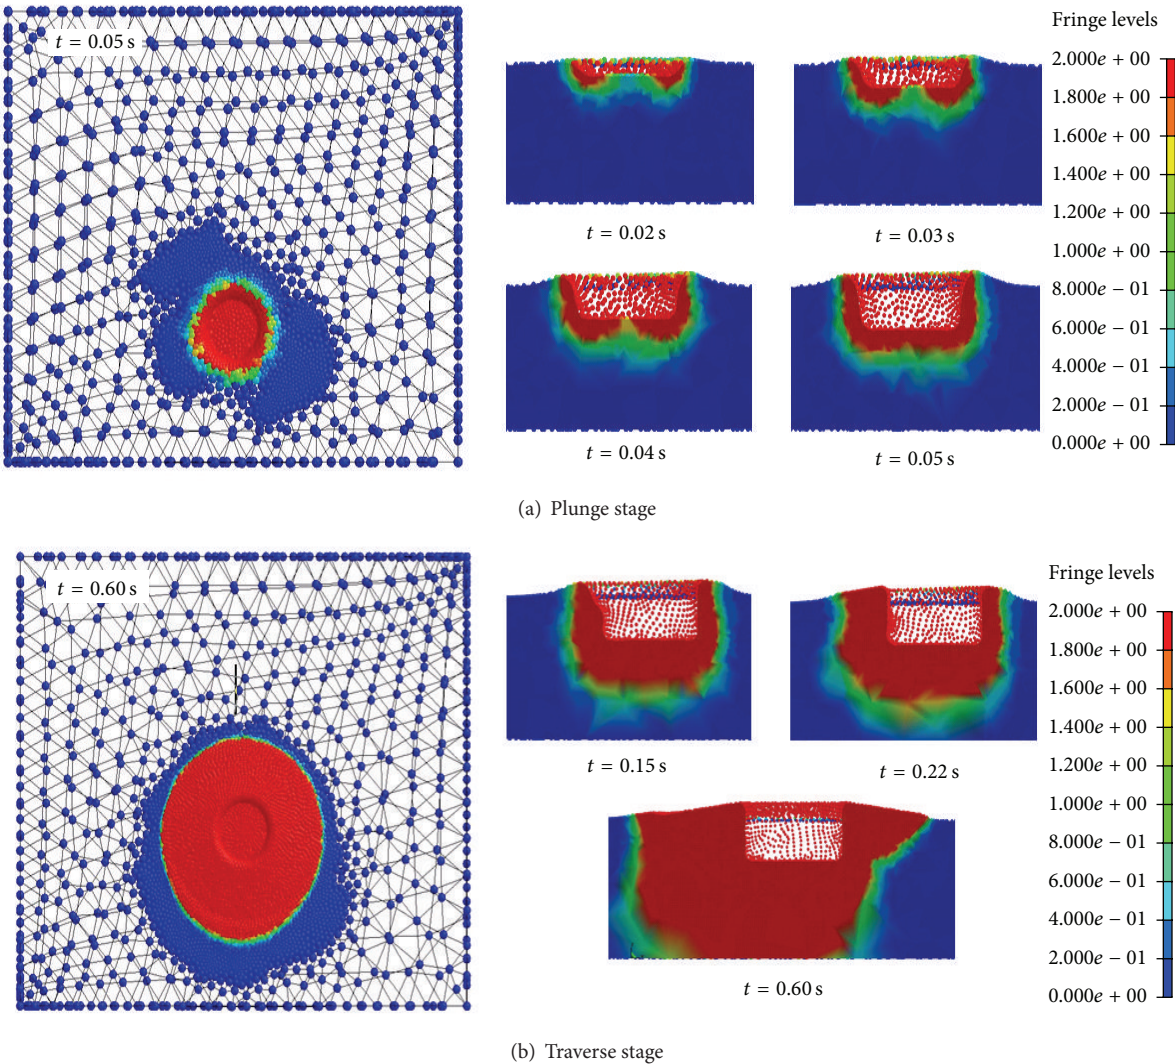 t = 0.05 s
Fringe levels
2.000e + 00
1.800e + 00
1.600e + 00
1.400e + 00
1.200e + 00
1.000e + 00
8.000e − 01
6.000e − 01
4.000e − 01
2.000e − 01
0.000e + 00
t = 0.02 s
t = 0.03 s
t = 0.04 s
t = 0.05 s
(a) Plunge stage
t = 0.60 s
Fringe levels
2.000e + 00
1.800e + 00
1.600e + 00
1.400e + 00
1.200e + 00
1.000e + 00
8.000e − 01
6.000e − 01
4.000e − 01
2.000e − 01
0.000e + 00
t = 0.15 s
t = 0.22 s
t = 0.60 s
(b) Traverse stage